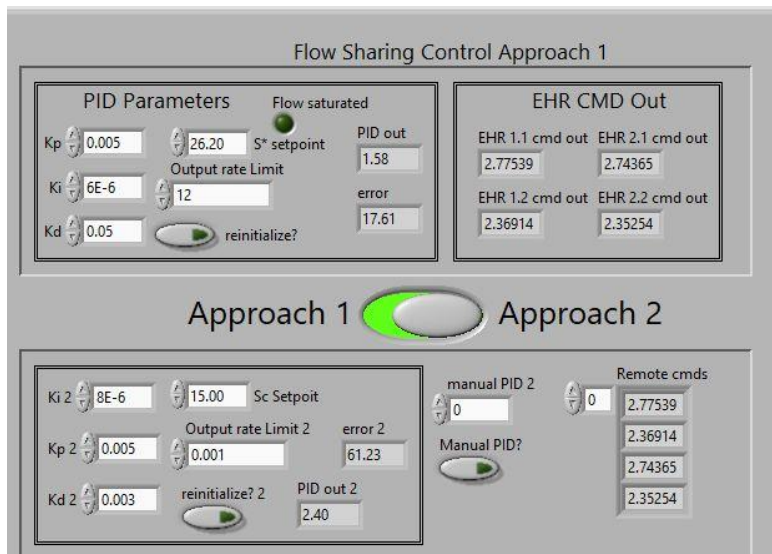 Flow Sharing Control Approach 1
PID Parameters
Flow saturated
Kp 0.005
26.20 S* setpoint
PID out
1.58
Ki 6E-6
Output rate Limit
12
error
17.61
Kd 0.05
reinitialize?
EHR CMD Out
EHR 1.1 cmd out EHR 2.1 cmd out
2.77539 2.74365
EHR 1.2 cmd out EHR 2.2 cmd out
2.36914 2.35254
Approach 1 Approach 2
Ki 2 8E-6
15.00 Sc Setpoit
Kp 2 0.005
Output rate Limit 2
0.001
error 2
61.23
Kd 2 0.003
reinitialize? 2
PID out 2
2.40
manual PID 2
0
Manual PID?
Remote cmds
0 2.77539
2.36914
2.74365
2.35254